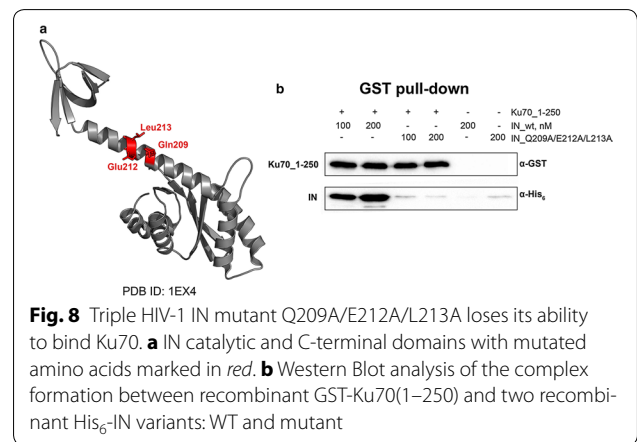 a
Leu213
Gln209
Glu212
PDB ID: 1EX4
b
GST pull-down
+ + + + - - Ku70_1-250
100 200 - - 200 - IN_wt, nM
- - 100 200 - 200 IN_Q209A/E212A/L213A
Ku70_1-250 α-GST
IN α-His₆
Fig. 8 Triple HIV-1 IN mutant Q209A/E212A/L213A loses its ability
to bind Ku70. a IN catalytic and C-terminal domains with mutated
amino acids marked in red. b Western Blot analysis of the complex
formation between recombinant GST-Ku70(1–250) and two recombi-
nant His₆-IN variants: WT and mutant